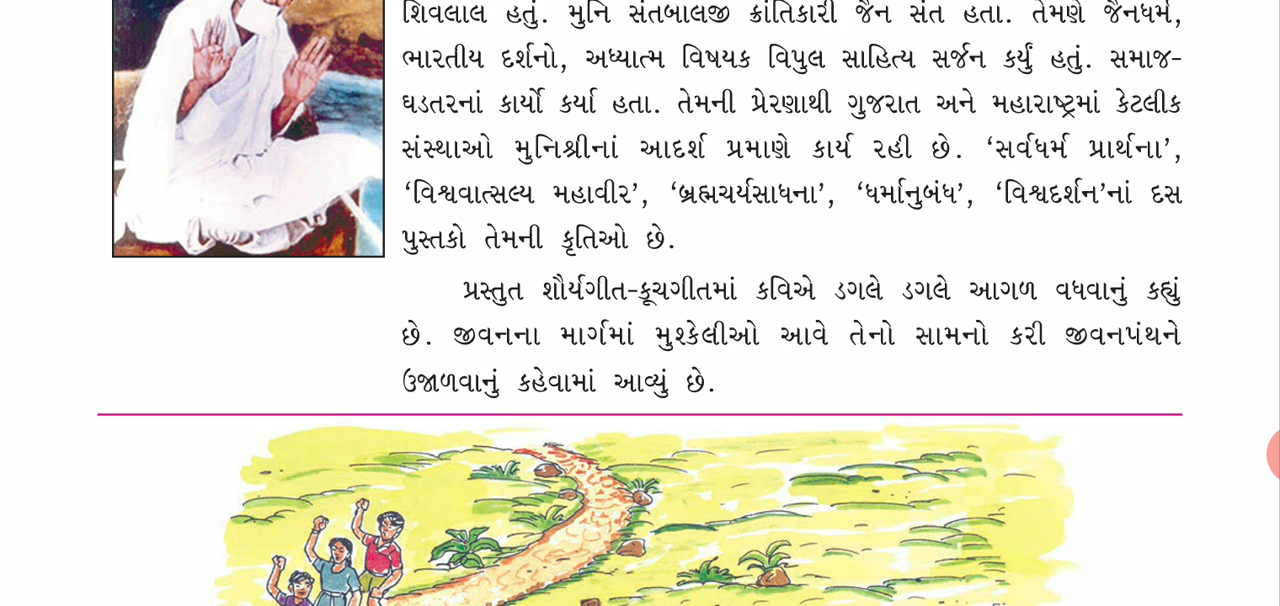 શિવલાલ હતું. મુનિ સંતબાલજી ક્રાંતિકારી જૈન સંત હતા. તેમણે જૈનધર્મ,
ભારતીય દર્શનો, અધ્યાત્મ વિષયક વિપુલ સાહિત્ય સર્જન કર્યું હતું. સમાજ-
ઘડતરનાં કાર્યો કર્યા હતા. તેમની પ્રેરણાથી ગુજરાત અને મહારાષ્ટ્રમાં કેટલીક
સંસ્થાઓ મુનિશ્રીનાં આદર્શ પ્રમાણે કાર્ય રહી છે. ‘સર્વધર્મ પ્રાર્થના’,
‘વિશ્વવાત્સલ્ય મહાવીર’, ‘બ્રહ્મચર્યસાધના’, ‘ધર્માનુબંધ’, ‘વિશ્વદર્શન’નાં દસ
પુસ્તકો તેમની કૃતિઓ છે.
પ્રસ્તુત શૌર્યગીત-કૂચગીતમાં કવિએ ડગલે ડગલે આગળ વધવાનું કહ્યું
છે. જીવનના માર્ગમાં મુશ્કેલીઓ આવે તેનો સામનો કરી જીવનપંથને
ઉજાળવાનું કહેવામાં આવ્યું છે.